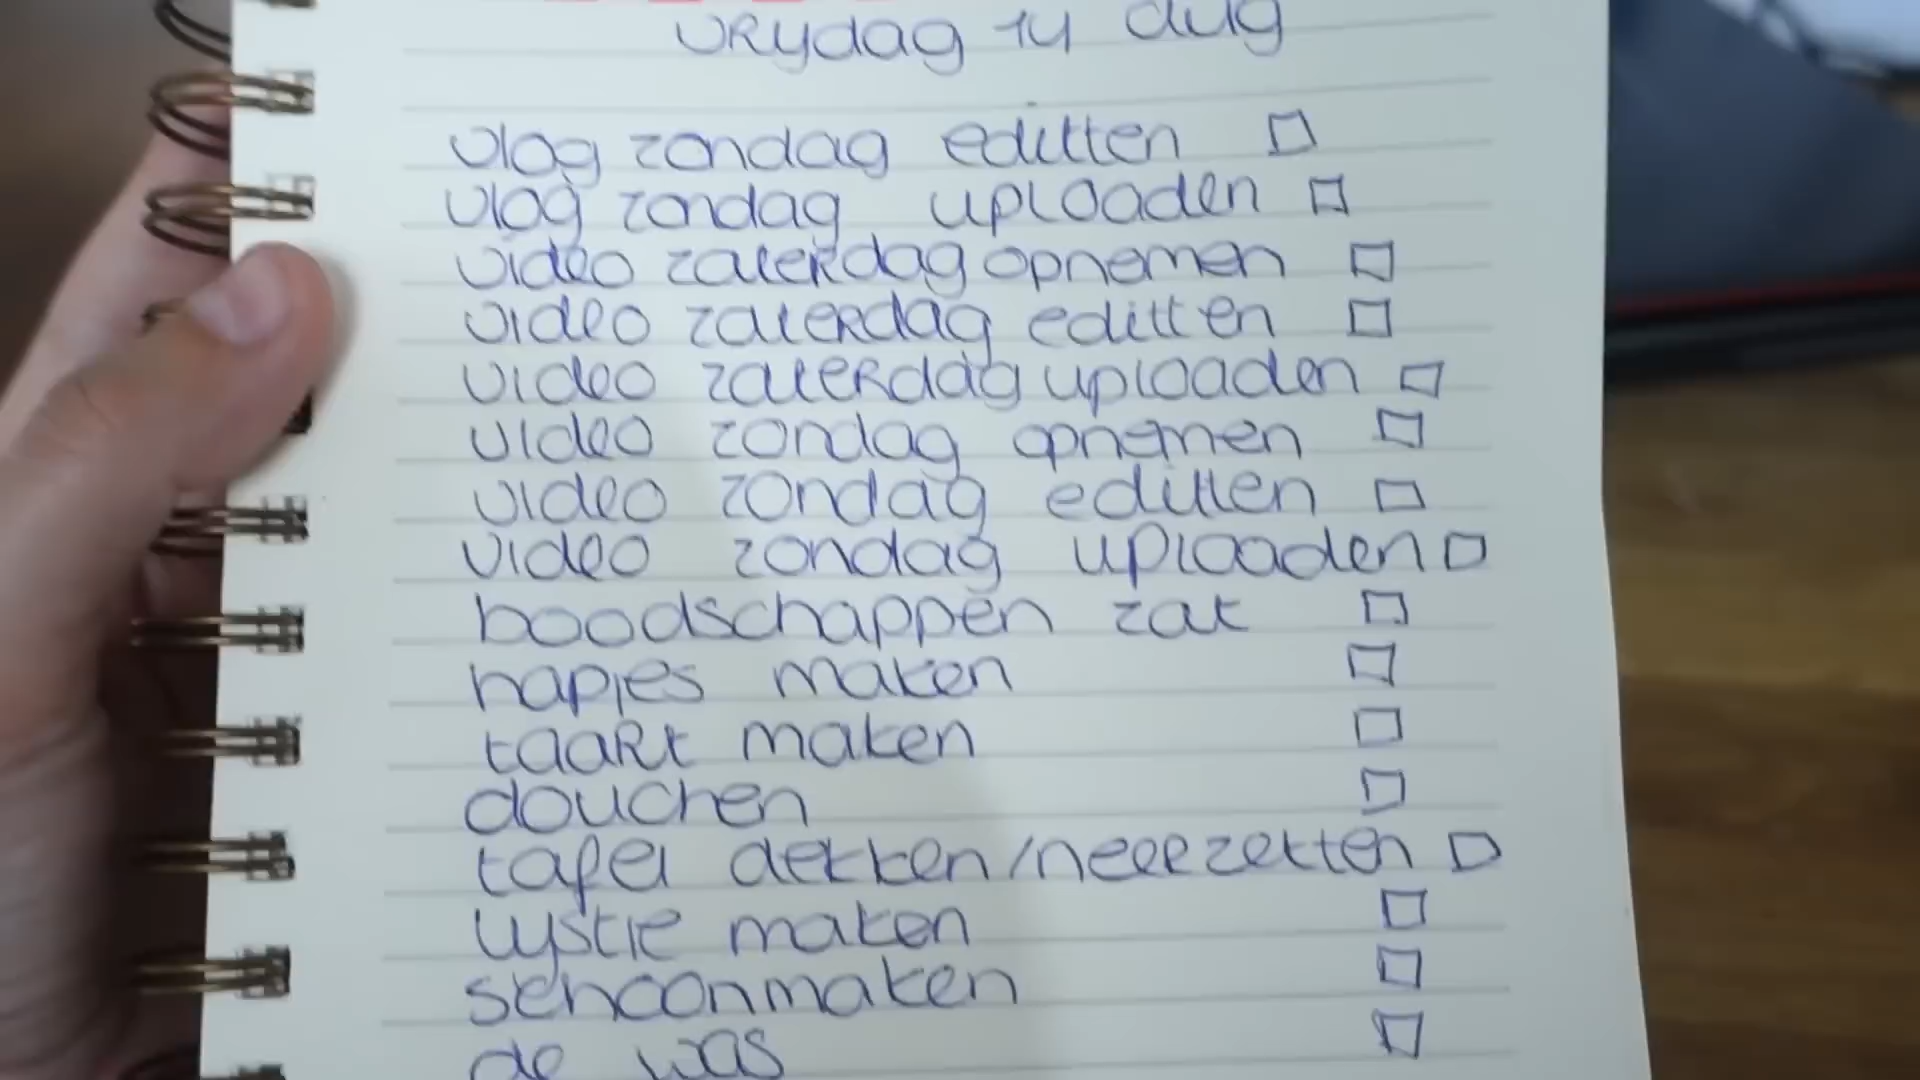 vrydag 14 aug
vlog zondag editten
vlog zondag uploaden
video zaterdag opnemen
video zaterdag editten
video zaterdag uploaden
video zondag opnemen
video zondag editten
video zondag uploaden
boodschappen zat
hapjes maken
taart maken
douchen
tafel dekken/neerzetten
lystje maken
schoonmaken
de was